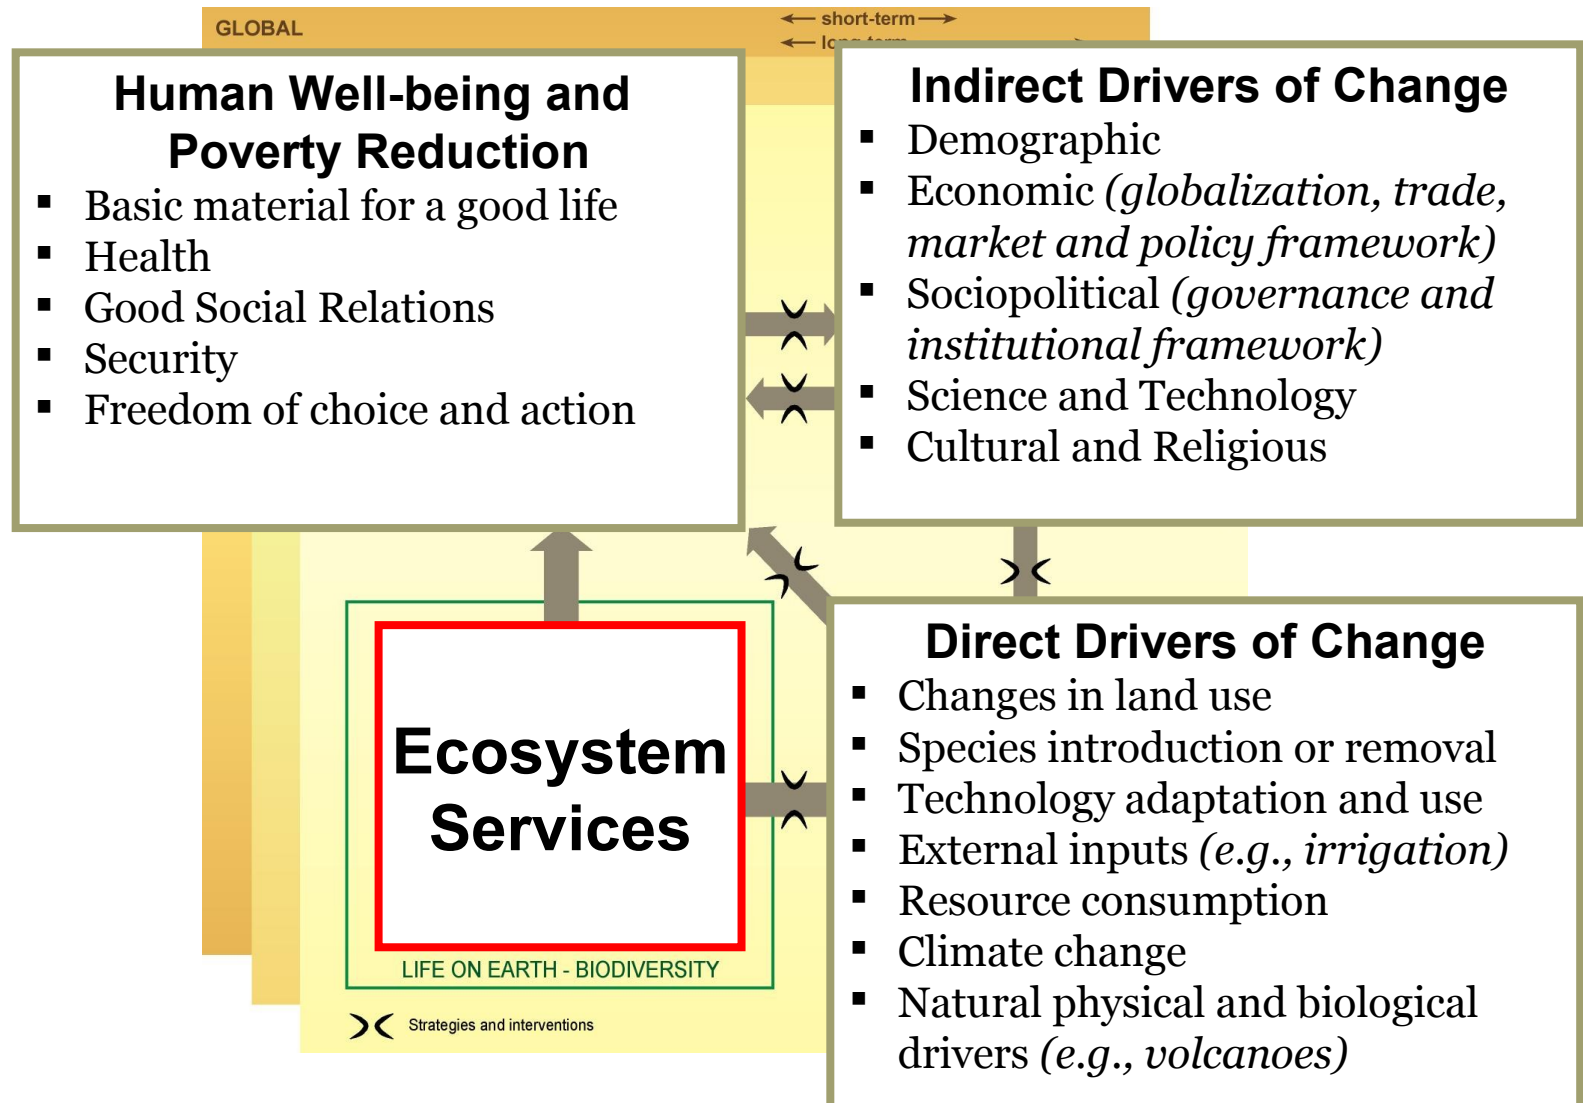 GLOBAL
short-term
long-term
Human Well-being and
Poverty Reduction
▪ Basic material for a good life
▪ Health
▪ Good Social Relations
▪ Security
▪ Freedom of choice and action
Indirect Drivers of Change
▪ Demographic
▪ Economic (globalization, trade,
market and policy framework)
▪ Sociopolitical (governance and
institutional framework)
▪ Science and Technology
▪ Cultural and Religious
Ecosystem
Services
LIFE ON EARTH - BIODIVERSITY
Strategies and interventions
Direct Drivers of Change
▪ Changes in land use
▪ Species introduction or removal
▪ Technology adaptation and use
▪ External inputs (e.g., irrigation)
▪ Resource consumption
▪ Climate change
▪ Natural physical and biological
drivers (e.g., volcanoes)